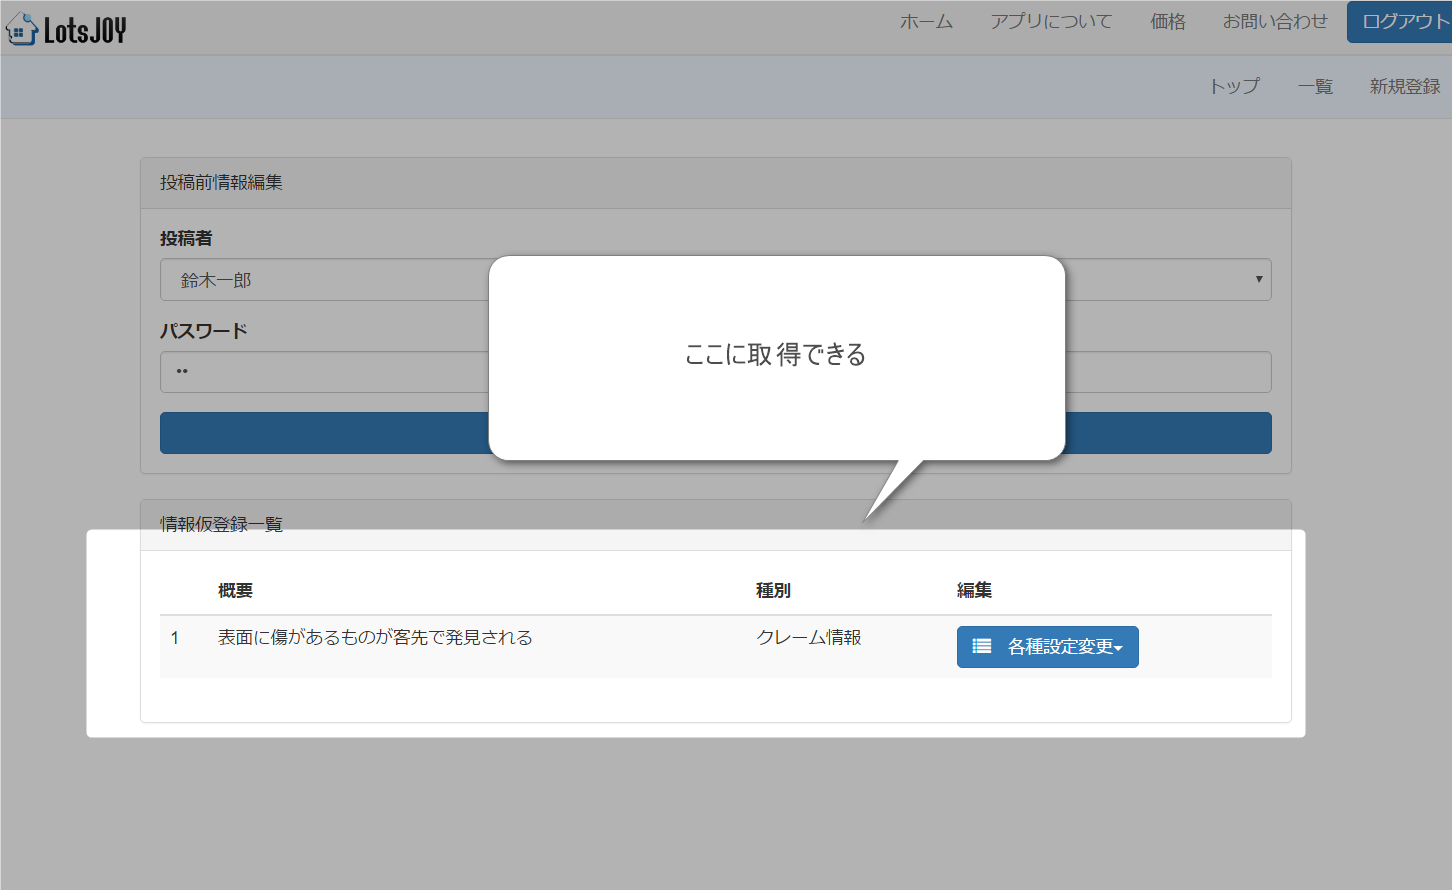 LotsJOY
ホーム アプリについて 価格 お問い合わせ ログアウト
トップ 一覧 新規登録
投稿前情報編集
投稿者
鈴木一郎
パスワード
••
ここに取得できる
情報仮登録一覧
概要 種別 編集
1 表面に傷があるものが客先で発見される クレーム情報 各種設定変更